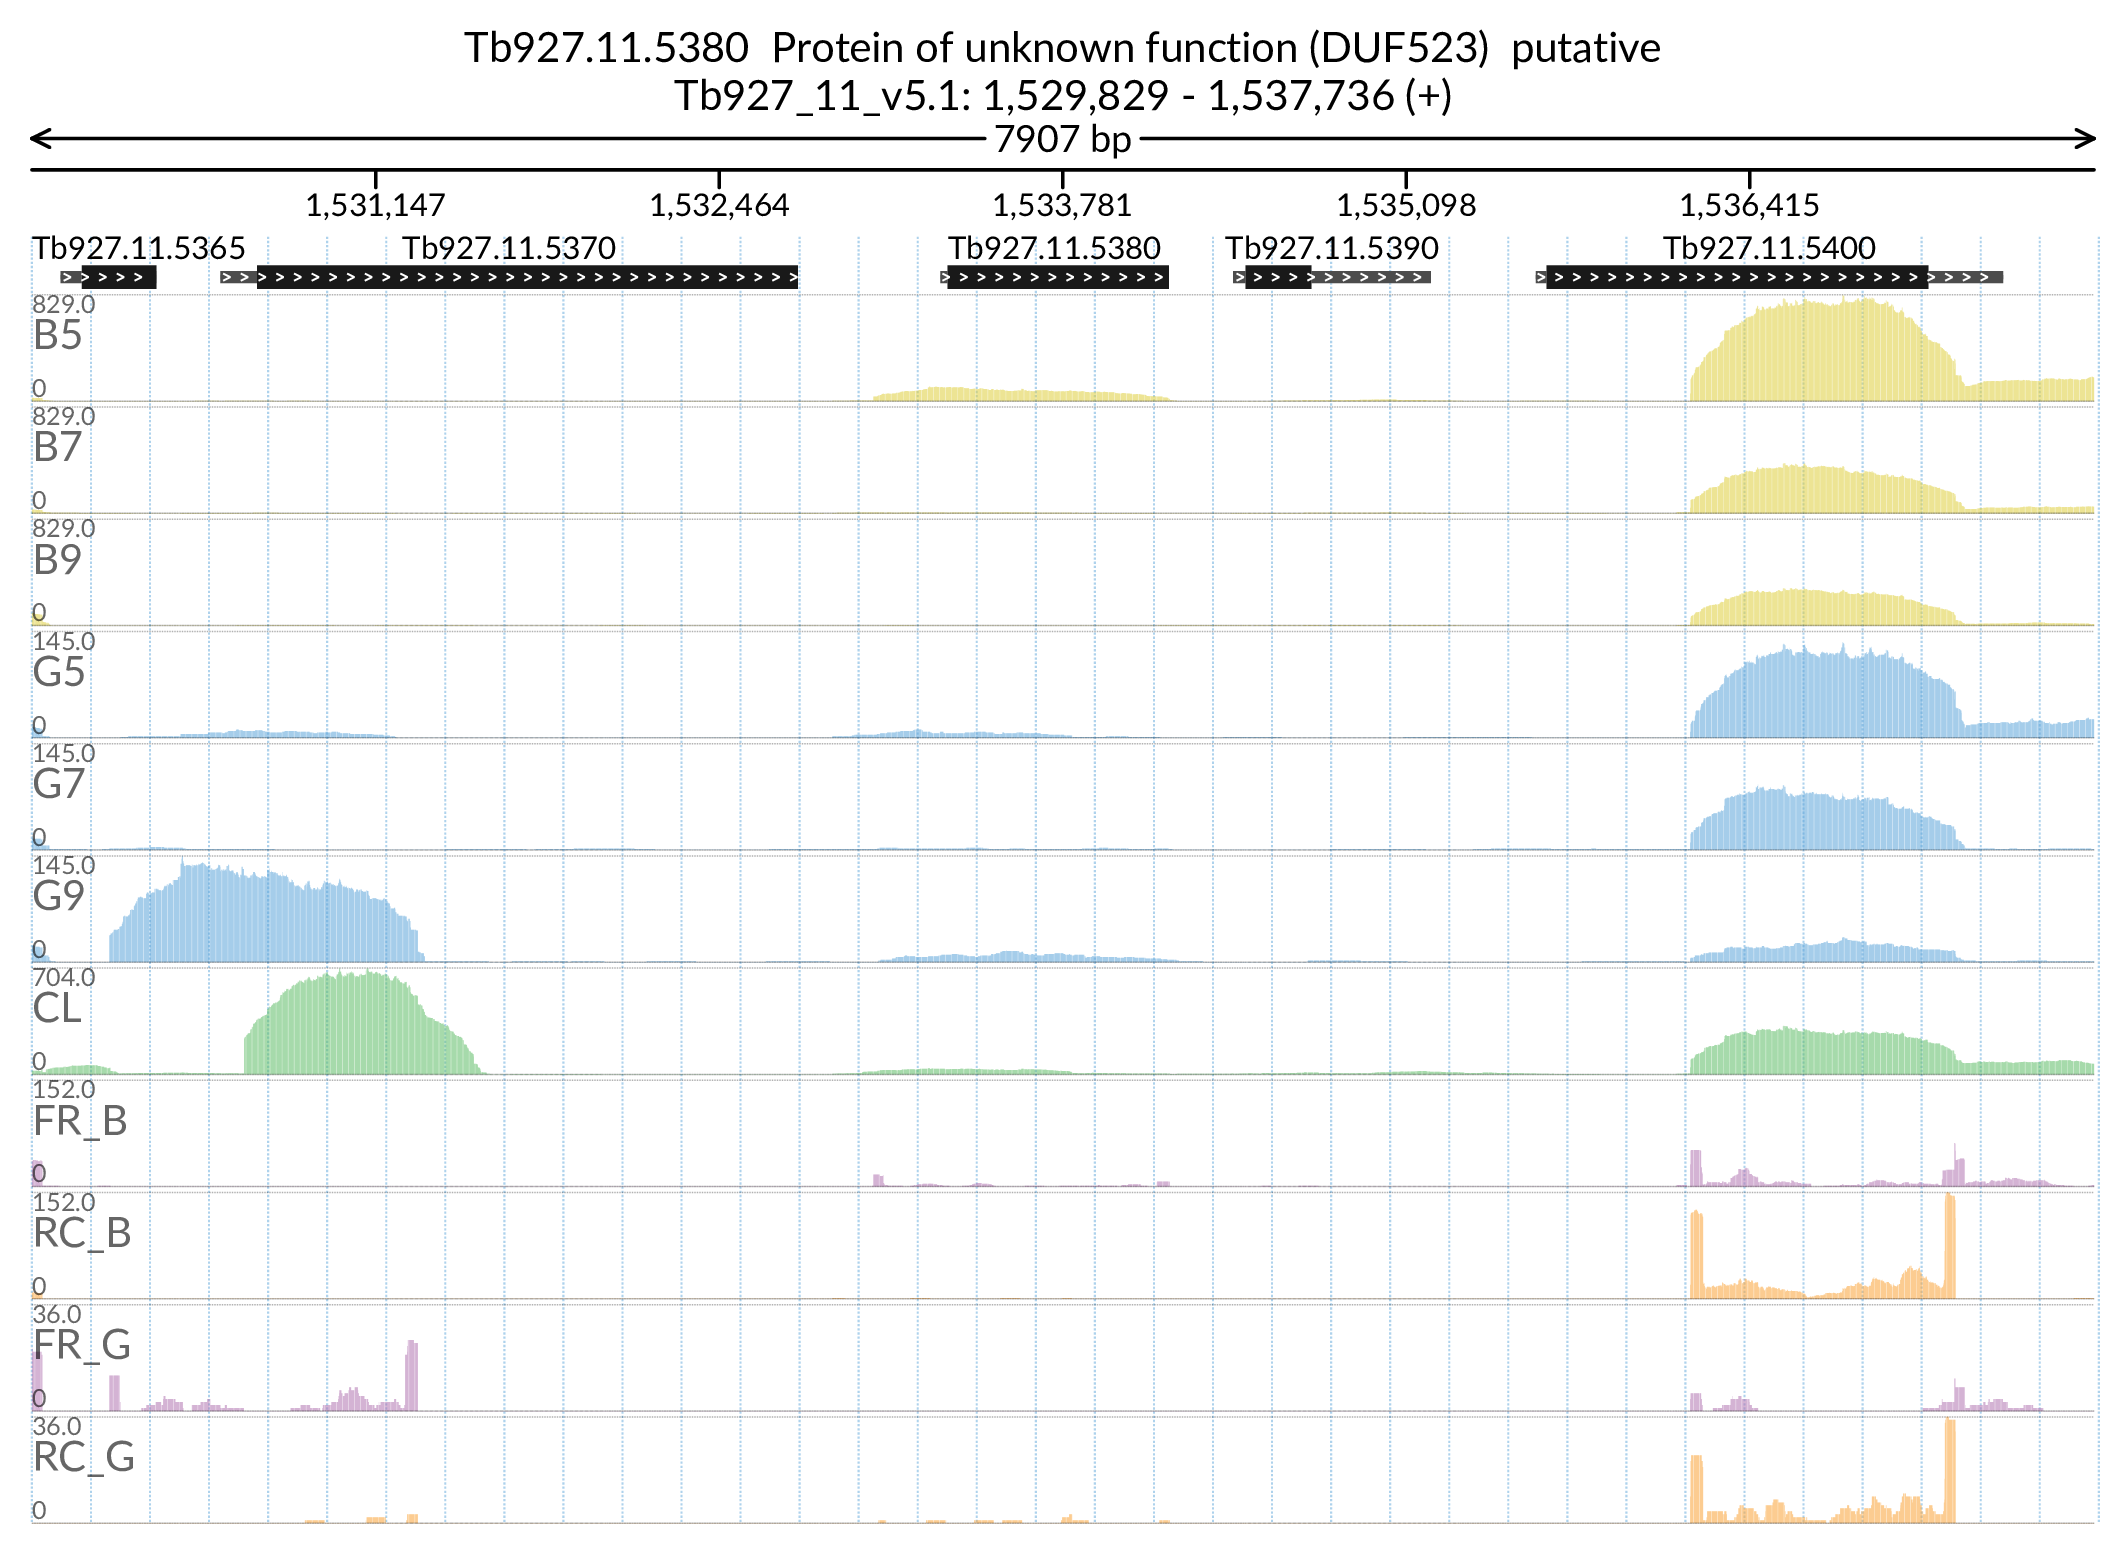 Tb927.11.5380  Protein of unknown function (DUF523)  putative
Tb927_11_v5.1: 1,529,829 - 1,537,736 (+)
7907 bp
1,531,147 1,532,464 1,533,781 1,535,098 1,536,415
Tb927.11.5365 Tb927.11.5370 Tb927.11.5380 Tb927.11.5390 Tb927.11.5400
829.0
B5
0
829.0
B7
0
829.0
B9
0
145.0
G5
0
145.0
G7
0
145.0
G9
0
704.0
CL
0
152.0
FR_B
0
152.0
RC_B
0
36.0
FR_G
0
36.0
RC_G
0